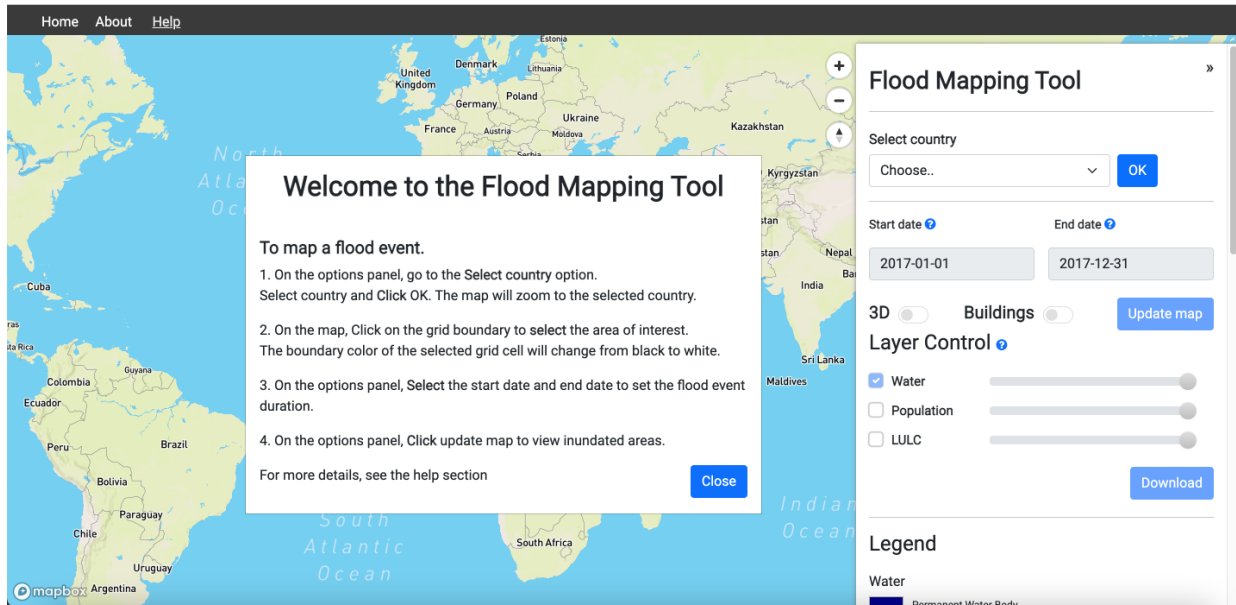 Home About Help
Estonia
Denmark
Lithuania
United
Kingdom
Poland
Germany
Ukraine
France
Austria
Moldova
Kazakhstan
Serbia
North
Kyrgyzstan
Nepal
India
Cuba
Sri Lanka
Maldives
Guyana
Colombia
Ecuador
Peru
Brazil
Bolivia
Paraguay
Chile
Uruguay
Argentina
South
Atlantic
Ocean
South Africa
Indian
Ocean
mapbox
Welcome to the Flood Mapping Tool
To map a flood event.
1. On the options panel, go to the Select country option.
Select country and Click OK. The map will zoom to the selected country.
2. On the map, Click on the grid boundary to select the area of interest.
The boundary color of the selected grid cell will change from black to white.
3. On the options panel, Select the start date and end date to set the flood event
duration.
4. On the options panel, Click update map to view inundated areas.
For more details, see the help section
Close
+
−
»
Flood Mapping Tool
Select country
Choose.. OK
Start date ? End date ?
2017-01-01 2017-12-31
3D Buildings Update map
Layer Control ?
Water
Population
LULC
Download
Legend
Water
Permanent Water Body